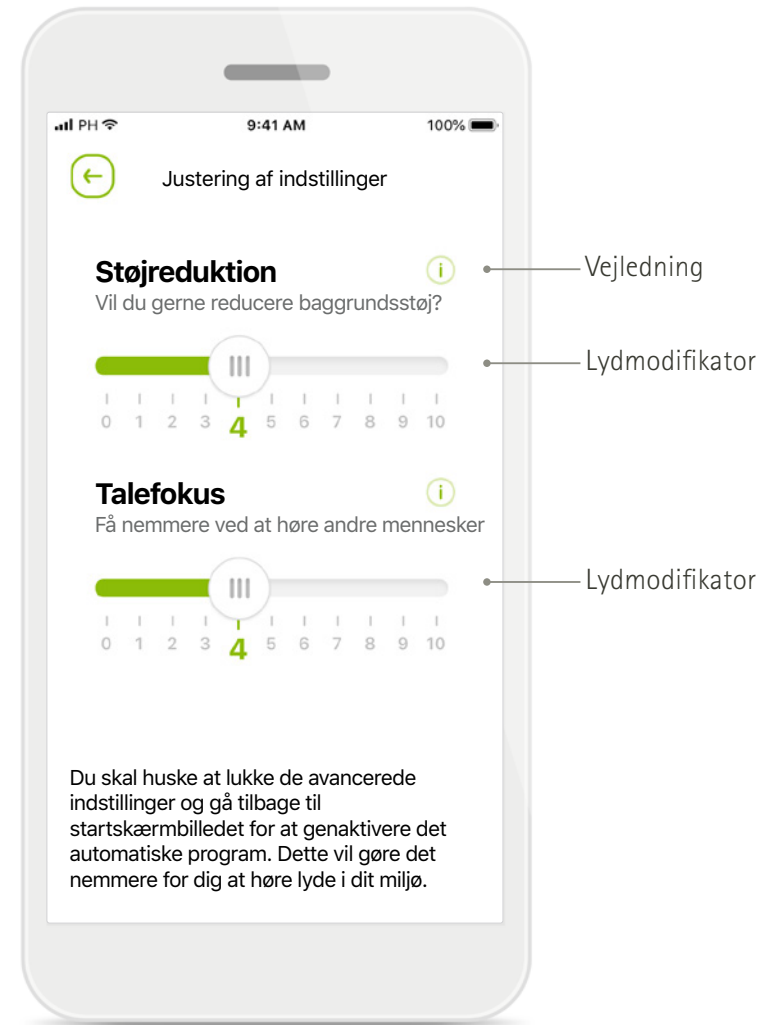 PH 9:41 AM 100%
Justering af indstillinger
Støjreduktion i Vejledning
Vil du gerne reducere baggrundsstøj?
Lydmodifikator
0 1 2 3 4 5 6 7 8 9 10
Talefokus i
Få nemmere ved at høre andre mennesker
Lydmodifikator
0 1 2 3 4 5 6 7 8 9 10
Du skal huske at lukke de avancerede
indstillinger og gå tilbage til
startskærmbilledet for at genaktivere det
automatiske program. Dette vil gøre det
nemmere for dig at høre lyde i dit miljø.